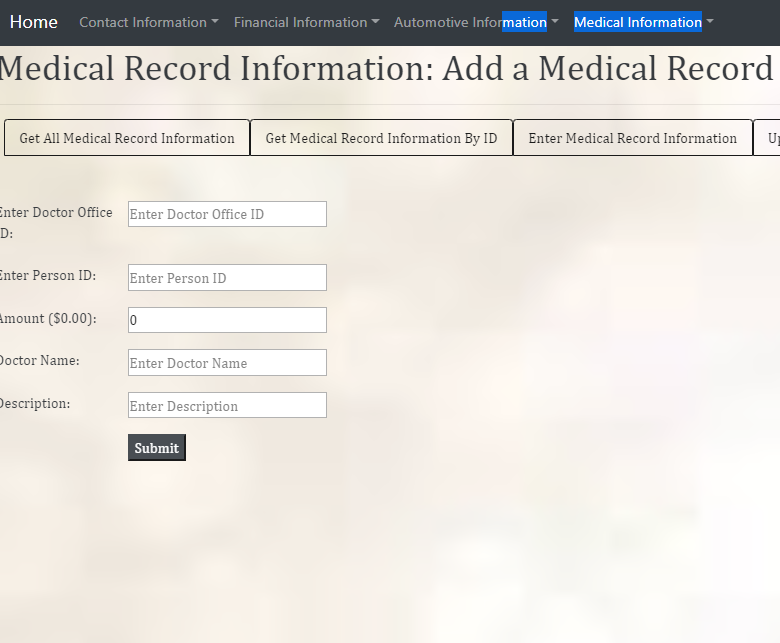 Home Contact Information Financial Information Automotive Information Medical Information
Medical Record Information: Add a Medical Record
Get All Medical Record Information Get Medical Record Information By ID Enter Medical Record Information Up
Enter Doctor Office Enter Doctor Office ID
ID:
Enter Person ID: Enter Person ID
Amount ($0.00): 0
Doctor Name: Enter Doctor Name
Description: Enter Description
Submit